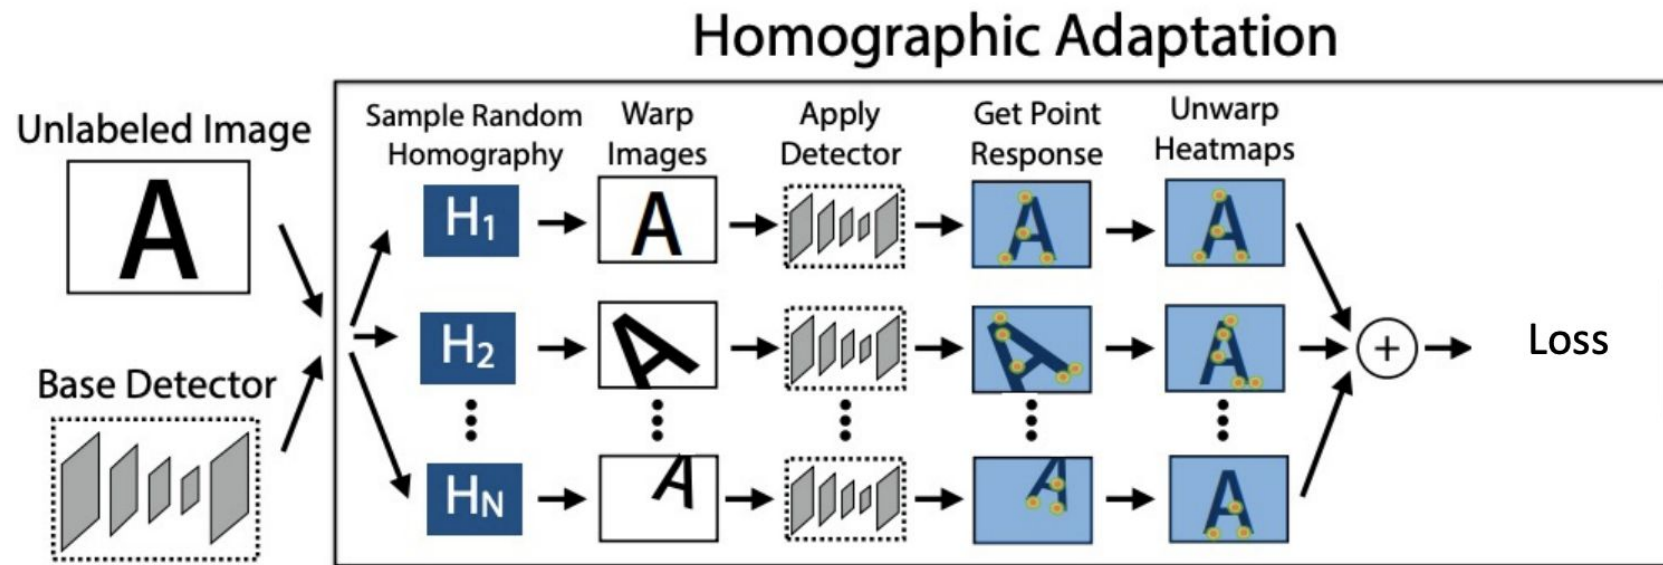 Homographic Adaptation
Unlabeled Image
A
Base Detector
Sample Random
Homography
Warp
Images
Apply
Detector
Get Point
Response
Unwarp
Heatmaps
H1
A
A
A
H2
A
A
A
HN
A
A
A
+
Loss